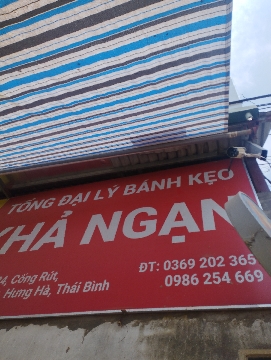 TỔNG ĐẠI LÝ BÁNH KẸO
KHẢ NGẠN
24, Cống Rút,
Hưng Hà, Thái Bình
ĐT: 0369 202 365
0986 254 669